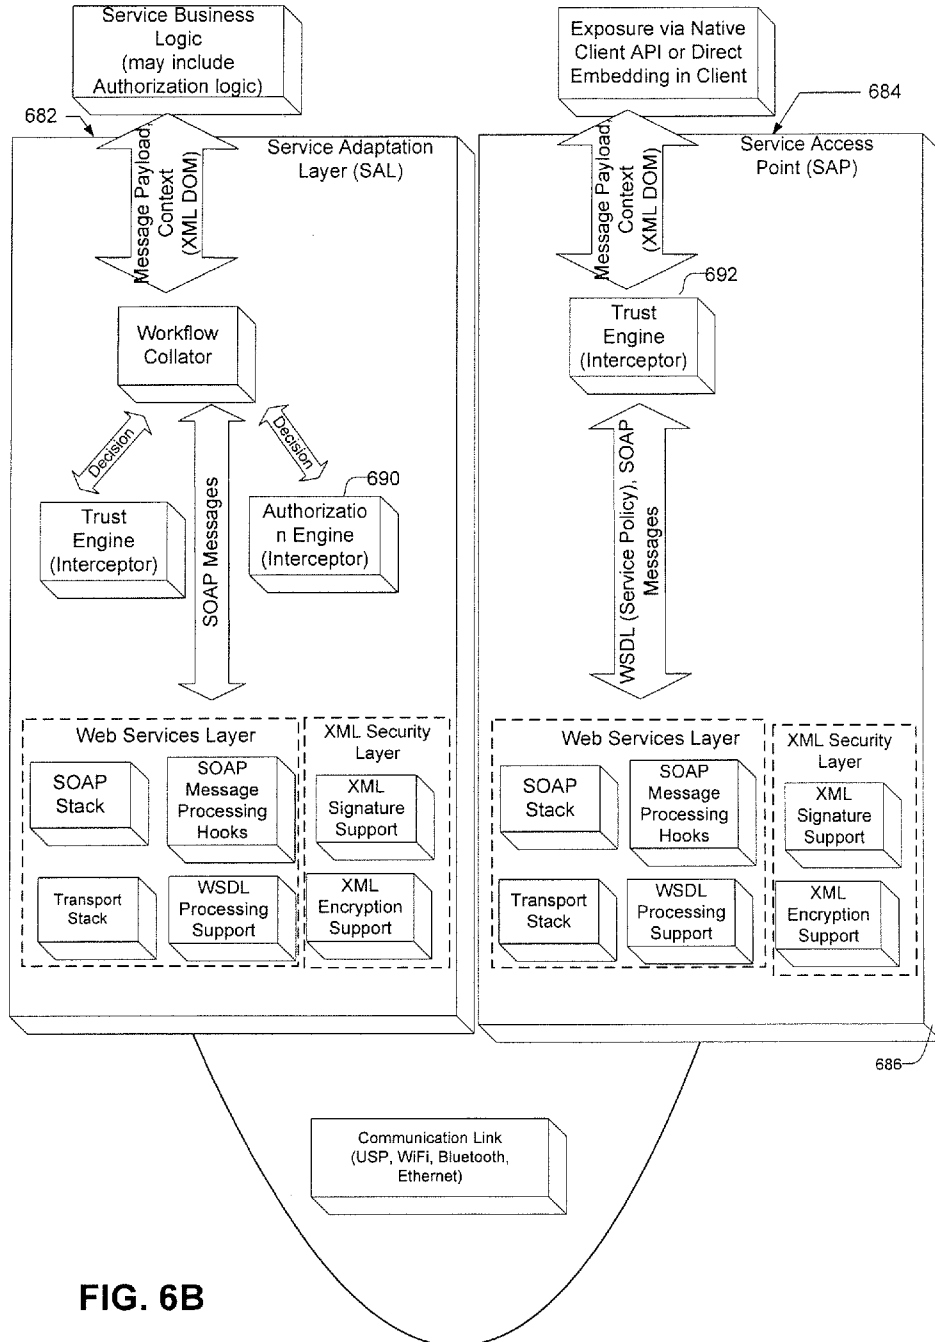 Service Business
Logic
(may include
Authorization logic)
Exposure via Native
Client API or Direct
Embedding in Client
682
684
Service Adaptation
Layer (SAL)
Service Access
Point (SAP)
Message Payload,
Context
(XML DOM)
Message Payload,
Context
(XML DOM)
692
Workflow
Collator
Trust
Engine
(Interceptor)
Decision
Decision
690
Trust
Engine
(Interceptor)
Authorizatio
n Engine
(Interceptor)
SOAP Messages
WSDL (Service Policy), SOAP
Messages
Web Services Layer
XML Security
Layer
SOAP
Stack
SOAP
Message
Processing
Hooks
XML
Signature
Support
Transport
Stack
WSDL
Processing
Support
XML
Encryption
Support
Web Services Layer
XML Security
Layer
SOAP
Stack
SOAP
Message
Processing
Hooks
XML
Signature
Support
Transport
Stack
WSDL
Processing
Support
XML
Encryption
Support
686
Communication Link
(USP, WiFi, Bluetooth,
Ethernet)
FIG. 6B